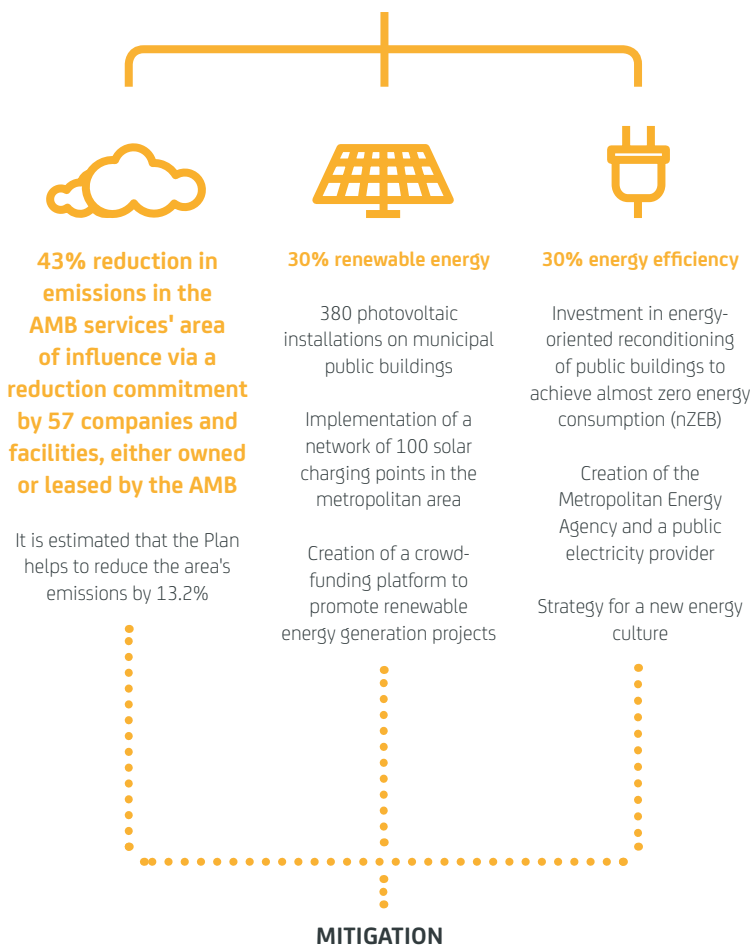 43% reduction in
emissions in the
AMB services' area
of influence via a
reduction commitment
by 57 companies and
facilities, either owned
or leased by the AMB
It is estimated that the Plan
helps to reduce the area's
emissions by 13.2%
30% renewable energy
380 photovoltaic
installations on municipal
public buildings
Implementation of a
network of 100 solar
charging points in the
metropolitan area
Creation of a crowd-
funding platform to
promote renewable
energy generation projects
30% energy efficiency
Investment in energy-
oriented reconditioning
of public buildings to
achieve almost zero energy
consumption (nZEB)
Creation of the
Metropolitan Energy
Agency and a public
electricity provider
Strategy for a new energy
culture
MITIGATION